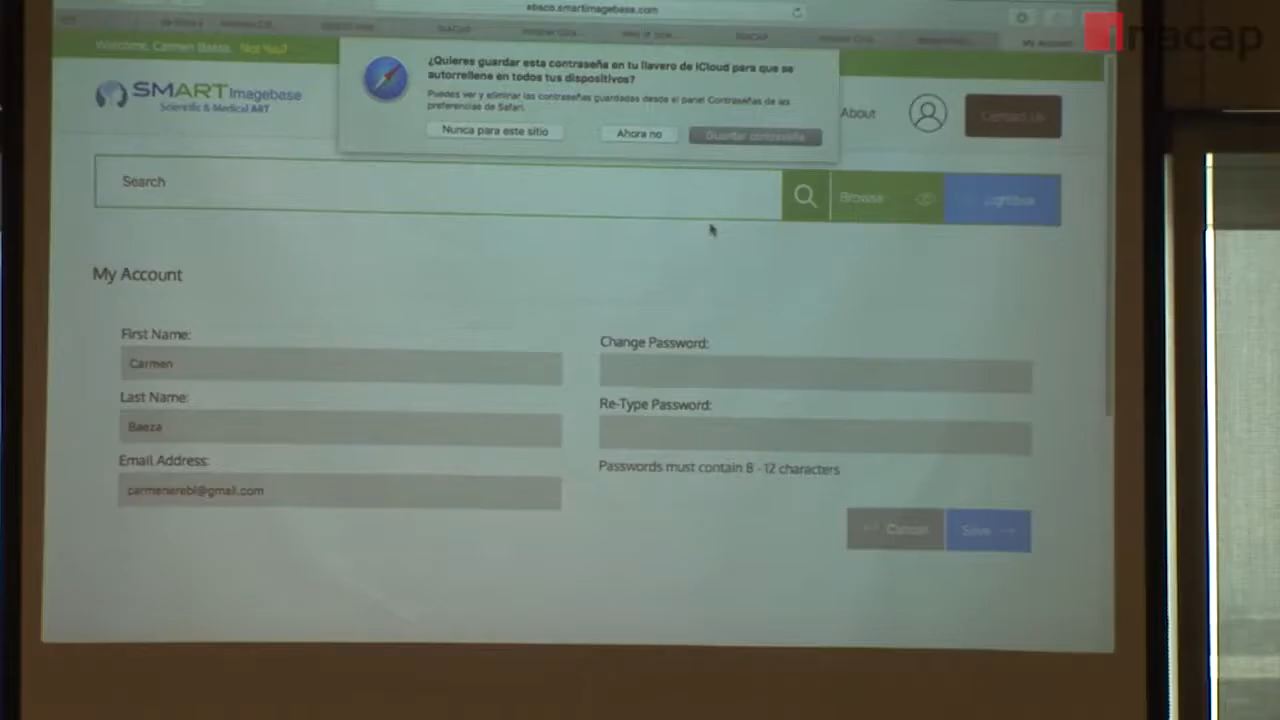 ebsco.smartimagebase.com
My Account
inacap
Welcome, Carmen Baeza. Not You?
¿Quieres guardar esta contraseña en tu llavero de iCloud para que se
autorrellene en todos tus dispositivos?
Puedes ver y eliminar las contraseñas guardadas desde el panel Contraseñas de las
preferencias de Safari.
Nunca para este sitio
Ahora no
Guardar contraseña
SMART Imagebase
Scientific & Medical ART
About
Contact Us
Search
Browse
My Account
First Name:
Carmen
Last Name:
Baeza
Email Address:
Change Password:
Re-Type Password:
Passwords must contain 8 - 12 characters
Cancel
Save